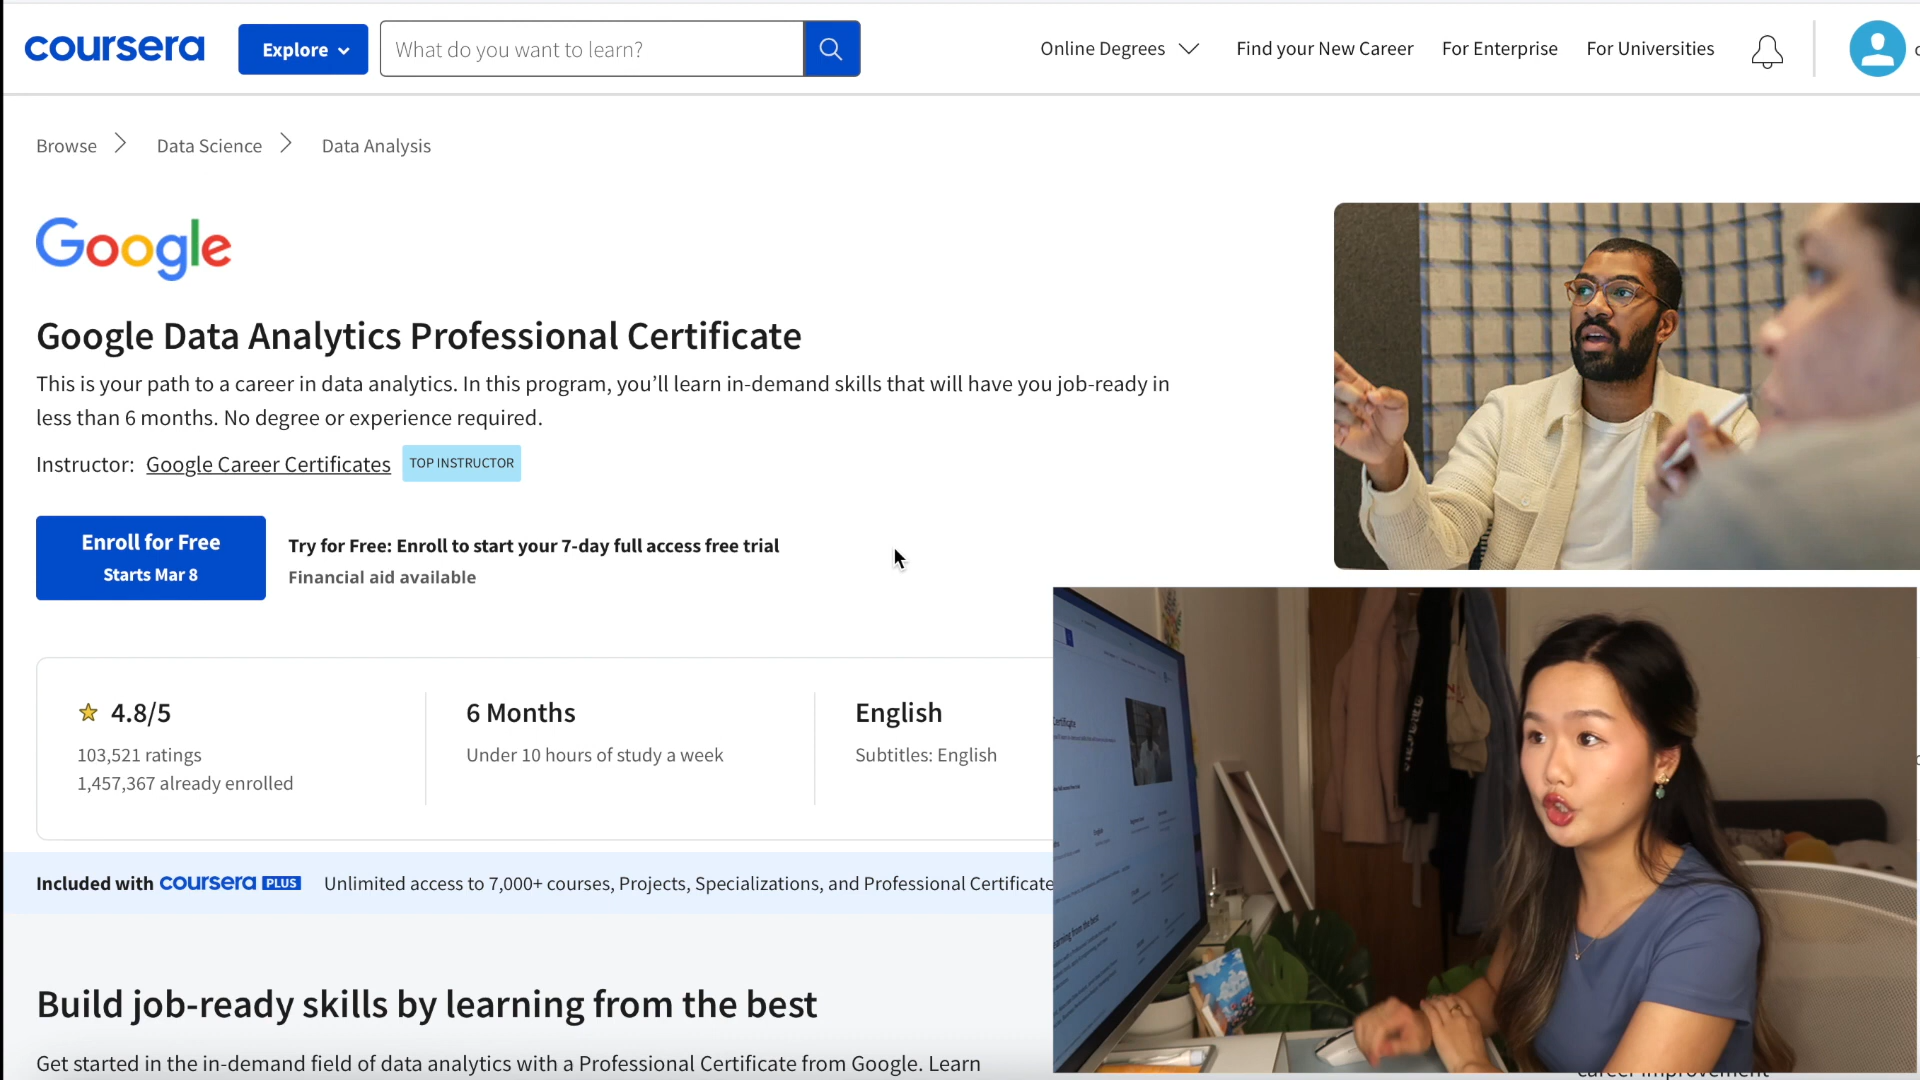 coursera
Explore
What do you want to learn?
Online Degrees
Find your New Career
For Enterprise
For Universities
Browse
Data Science
Data Analysis
Google
Google Data Analytics Professional Certificate
This is your path to a career in data analytics. In this program, you’ll learn in-demand skills that will have you job-ready in
less than 6 months. No degree or experience required.
Instructor: Google Career Certificates TOP INSTRUCTOR
Enroll for Free
Starts Mar 8
Try for Free: Enroll to start your 7-day full access free trial
Financial aid available
4.8/5
103,521 ratings
1,457,367 already enrolled
6 Months
Under 10 hours of study a week
English
Subtitles: English
Included with coursera PLUS Unlimited access to 7,000+ courses, Projects, Specializations, and Professional Certificate
Build job-ready skills by learning from the best
Get started in the in-demand field of data analytics with a Professional Certificate from Google. Learn
career improvement